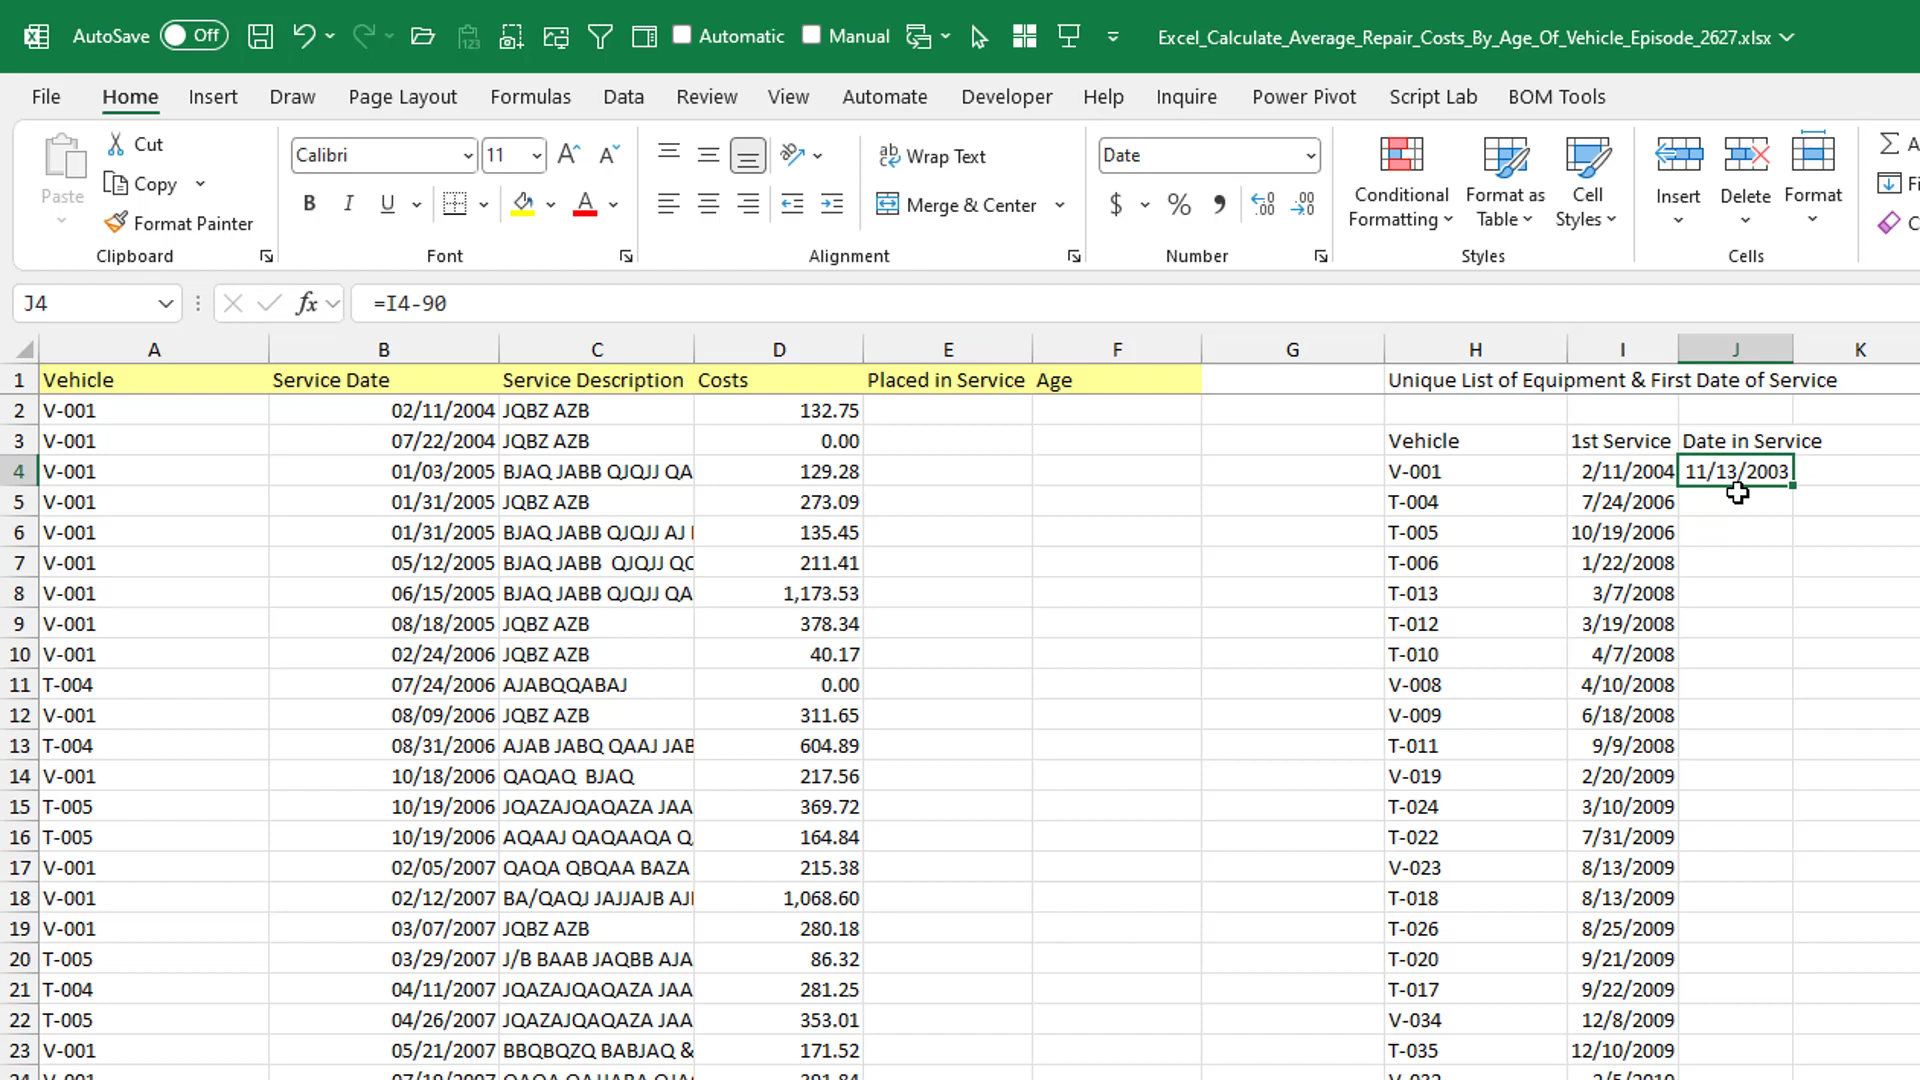 AutoSave Off Automatic Manual Excel_Calculate_Average_Repair_Costs_By_Age_Of_Vehicle_Episode_2627.xlsx
File Home Insert Draw Page Layout Formulas Data Review View Automate Developer Help Inquire Power Pivot Script Lab BOM Tools
Paste Cut Copy Format Painter
Clipboard
Calibri 11
B I U A
Font
ab Wrap Text
Merge & Center
Alignment
Date
$ % 9
Number
Conditional Formatting
Format as Table
Cell Styles
Styles
Insert Delete Format
Cells
J4 fx =I4-90
A B C D E F G H I J K
1 Vehicle Service Date Service Description Costs Placed in Service Age Unique List of Equipment & First Date of Service
2 V-001 02/11/2004 JQBZ AZB 132.75
3 V-001 07/22/2004 JQBZ AZB 0.00 Vehicle 1st Service Date in Service
4 V-001 01/03/2005 BJAQ JABB QJQJJ QA 129.28 V-001 2/11/2004 11/13/2003
5 V-001 01/31/2005 JQBZ AZB 273.09 T-004 7/24/2006
6 V-001 01/31/2005 BJAQ JABB QJQJJ AJ 135.45 T-005 10/19/2006
7 V-001 05/12/2005 BJAQ JABB QJQJJ QC 211.41 T-006 1/22/2008
8 V-001 06/15/2005 BJAQ JABB QJQJJ QA 1,173.53 T-013 3/7/2008
9 V-001 08/18/2005 JQBZ AZB 378.34 T-012 3/19/2008
10 V-001 02/24/2006 JQBZ AZB 40.17 T-010 4/7/2008
11 T-004 07/24/2006 AJABQQABAJ 0.00 V-008 4/10/2008
12 V-001 08/09/2006 JQBZ AZB 311.65 V-009 6/18/2008
13 T-004 08/31/2006 AJAB JABQ QAAJ JAB 604.89 T-011 9/9/2008
14 V-001 10/18/2006 QAQAQ BJAQ 217.56 V-019 2/20/2009
15 T-005 10/19/2006 JQAZAJQAQAZA JAA 369.72 T-024 3/10/2009
16 T-005 10/19/2006 AQAAJ QAQAAQA Q 164.84 T-022 7/31/2009
17 V-001 02/05/2007 QAQA QBQAA BAZA 215.38 V-023 8/13/2009
18 V-001 02/12/2007 BA/QAQJ JAJJAJB AJ 1,068.60 T-018 8/13/2009
19 V-001 03/07/2007 JQBZ AZB 280.18 T-026 8/25/2009
20 T-005 03/29/2007 J/B BAAB JAQBB AJA 86.32 T-020 9/21/2009
21 T-004 04/11/2007 JQAZAJQAQAZA JAA 281.25 T-017 9/22/2009
22 T-005 04/26/2007 JQAZAJQAQAZA JAA 353.01 V-034 12/8/2009
23 V-001 05/21/2007 BBQBQZQ BABJAQ & 171.52 T-035 12/10/2009